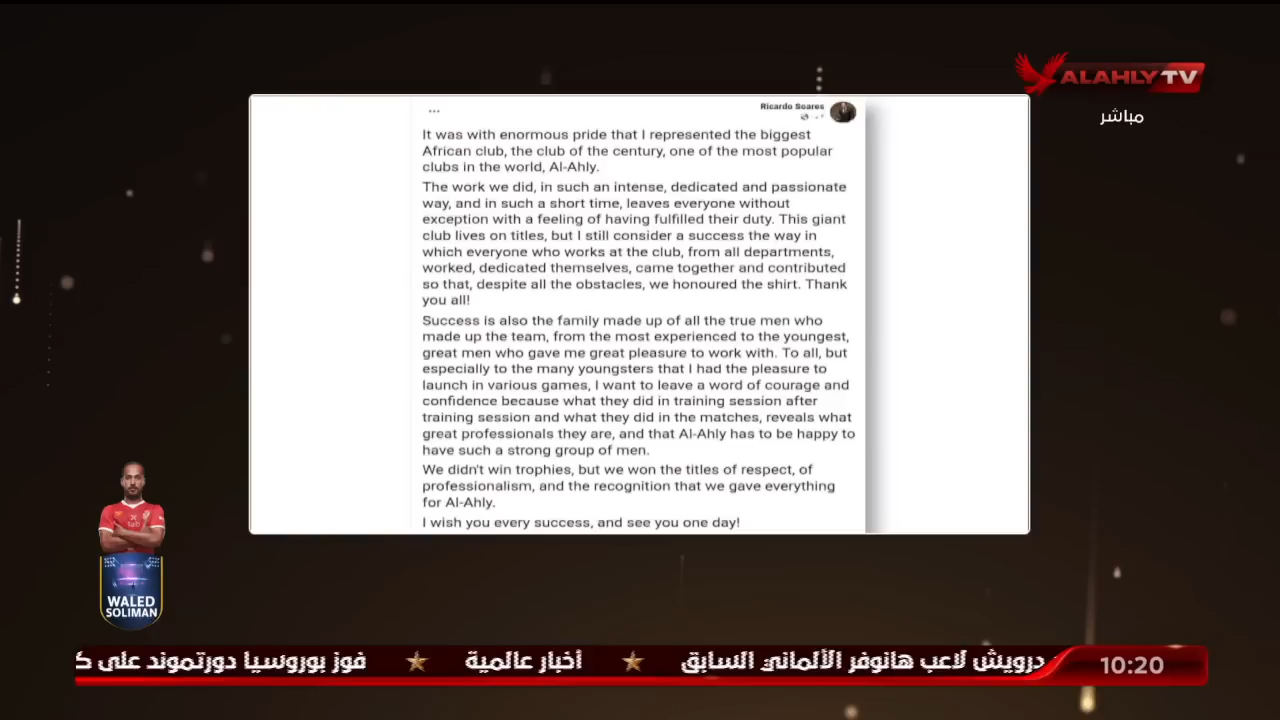 ALAHLY TV
مباشر
Ricardo Soares
It was with enormous pride that I represented the biggest
African club, the club of the century, one of the most popular
clubs in the world, Al-Ahly.
The work we did, in such an intense, dedicated and passionate
way, and in such a short time, leaves everyone without
exception with a feeling of having fulfilled their duty. This giant
club lives on titles, but I still consider a success the way in
which everyone who works at the club, from all departments,
worked, dedicated themselves, came together and contributed
so that, despite all the obstacles, we honoured the shirt. Thank
you all!
Success is also the family made up of all the true men who
made up the team, from the most experienced to the youngest,
great men who gave me great pleasure to work with. To all, but
especially to the many youngsters that I had the pleasure to
launch in various games, I want to leave a word of courage and
confidence because what they did in training session after
training session and what they did in the matches, reveals what
great professionals they are, and that Al-Ahly has to be happy to
have such a strong group of men.
We didn't win trophies, but we won the titles of respect, of
professionalism, and the recognition that we gave everything
for Al-Ahly.
I wish you every success, and see you one day!
WALED
SOLIMAN
درويش لاعب هانوفر الألماني السابق ★ أخبار عالمية ★ فوز بوروسيا دورتموند على
10:20